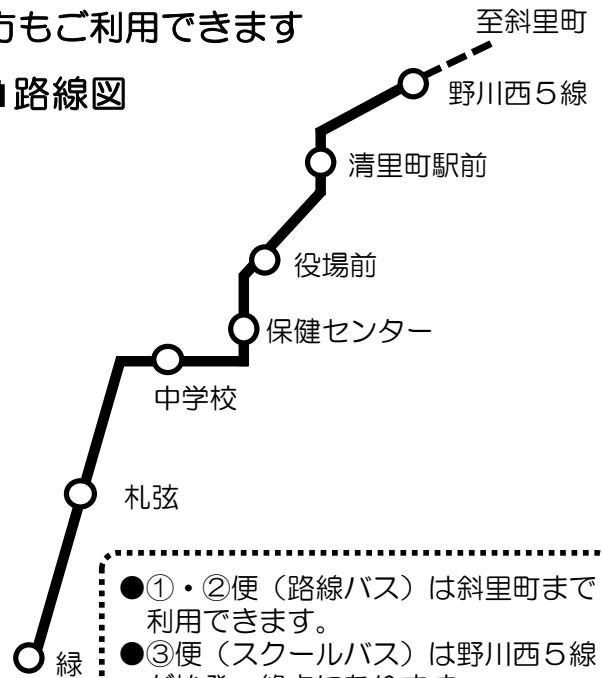 方もご利用できます
至斜里町
路線図
野川西５線
清里町駅前
役場前
保健センター
中学校
札弦
●①・②便（路線バス）は斜里町まで
利用できます。
緑
●③便（スクールバス）は野川西５線